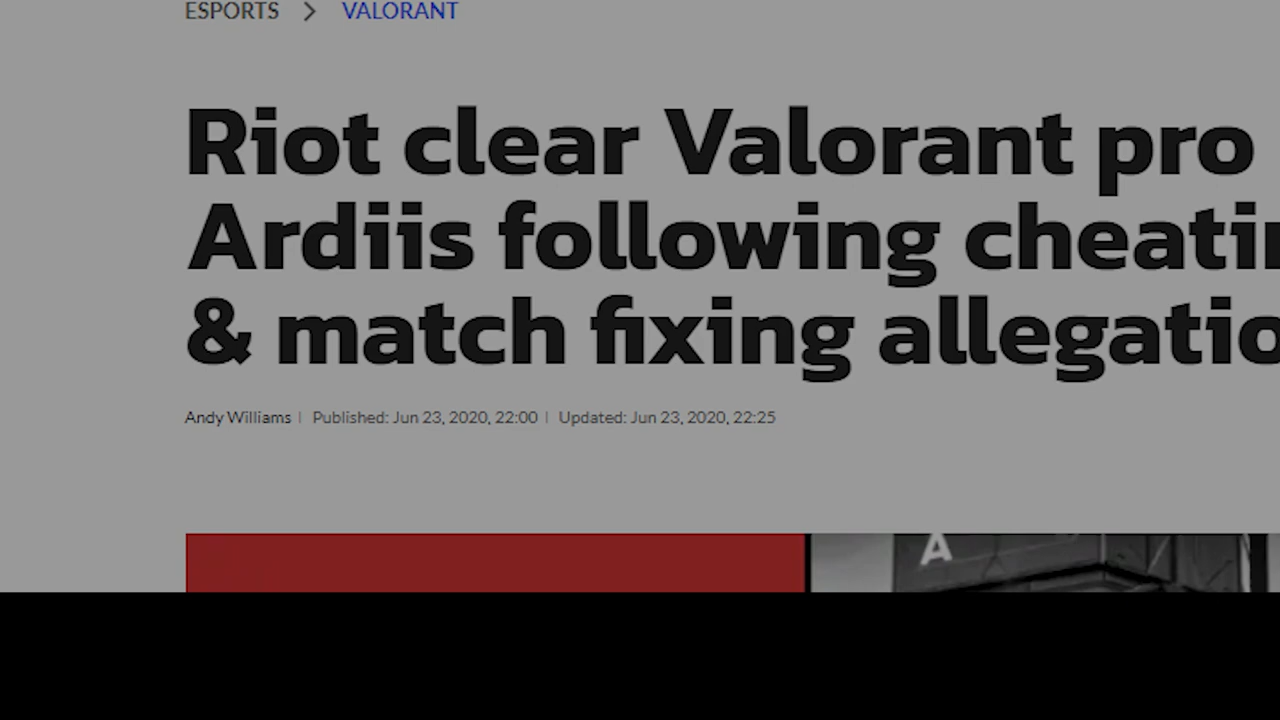 ESPORTS > VALORANT
Riot clear Valorant pro
Ardiis following cheatin
& match fixing allegatio
Andy Williams | Published: Jun 23, 2020, 22:00 | Updated: Jun 23, 2020, 22:25
A